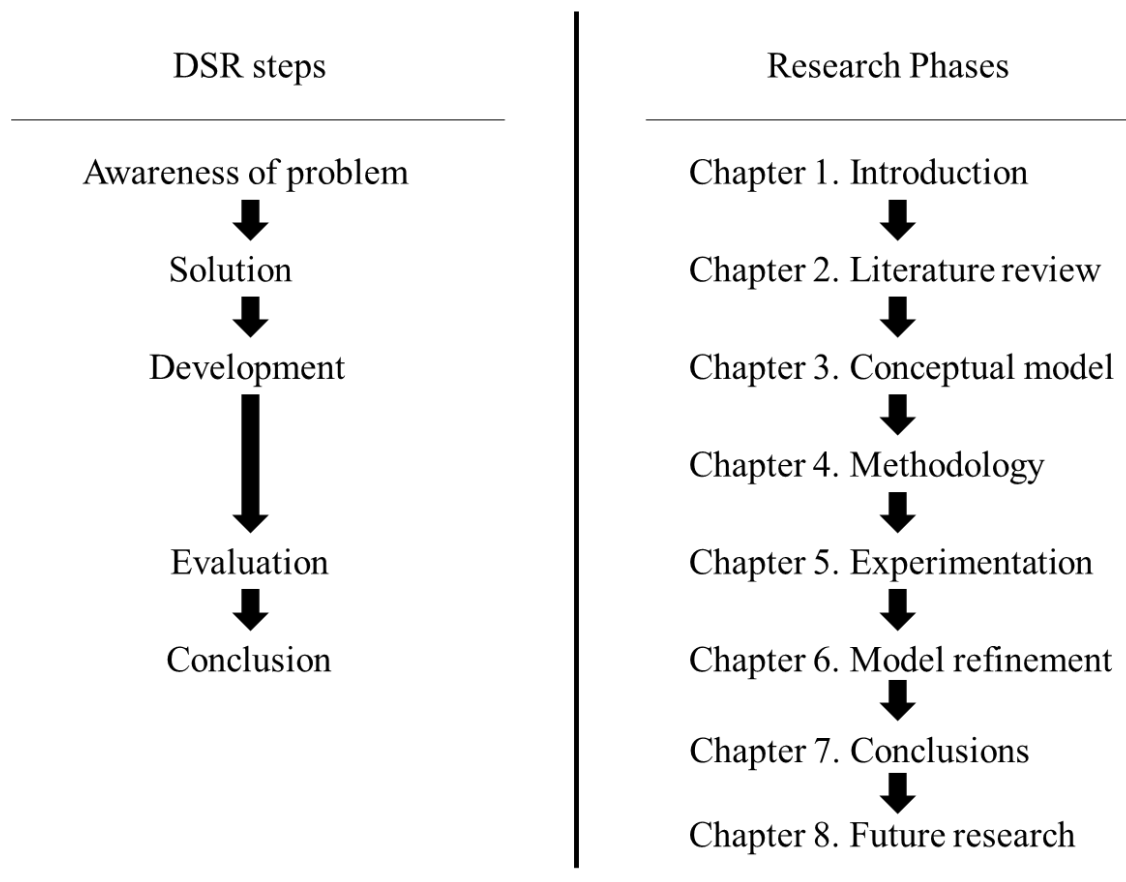 DSR steps
Awareness of problem
Solution
Development
Evaluation
Conclusion
Research Phases
Chapter 1. Introduction
Chapter 2. Literature review
Chapter 3. Conceptual model
Chapter 4. Methodology
Chapter 5. Experimentation
Chapter 6. Model refinement
Chapter 7. Conclusions
Chapter 8. Future research